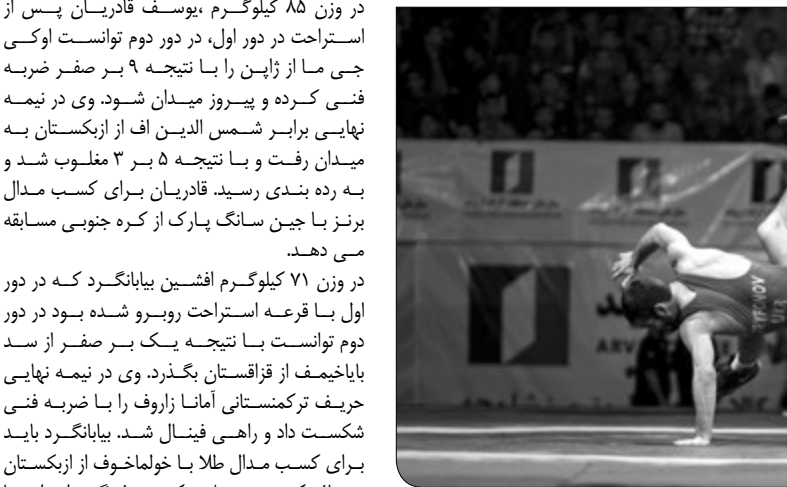 در وزن ۸۵ کیلوگرم ،یوسف قادریان پس از
استراحت در دور اول، در دور دوم توانست اوکی
جی ما از ژاپن را با نتیجه ۹ بر صفر ضربه
فنی کرده و پیروز میدان شود. وی در نیمه
نهایی برابر شمس الدین اف از ازبکستان به
میدان رفت و با نتیجه ۵ بر ۳ مغلوب شد و
به رده بندی رسید. قادریان برای کسب مدال
برنز با جین سانگ پارک از کره جنوبی مسابقه
می دهد.
در وزن ۷۱ کیلوگرم افشین بیابانگرد که در دور
اول با قرعه استراحت روبرو شده بود در دور
دوم توانست با نتیجه یک بر صفر از سد
بایاخیمف از قزاقستان بگذرد. وی در نیمه نهایی
حریف ترکمنستانی آمانا زاروف را با ضربه فنی
شکست داد و راهی فینال شد. بیابانگرد باید
برای کسب مدال طلا با خولماخوف از ازبکستان
ARV